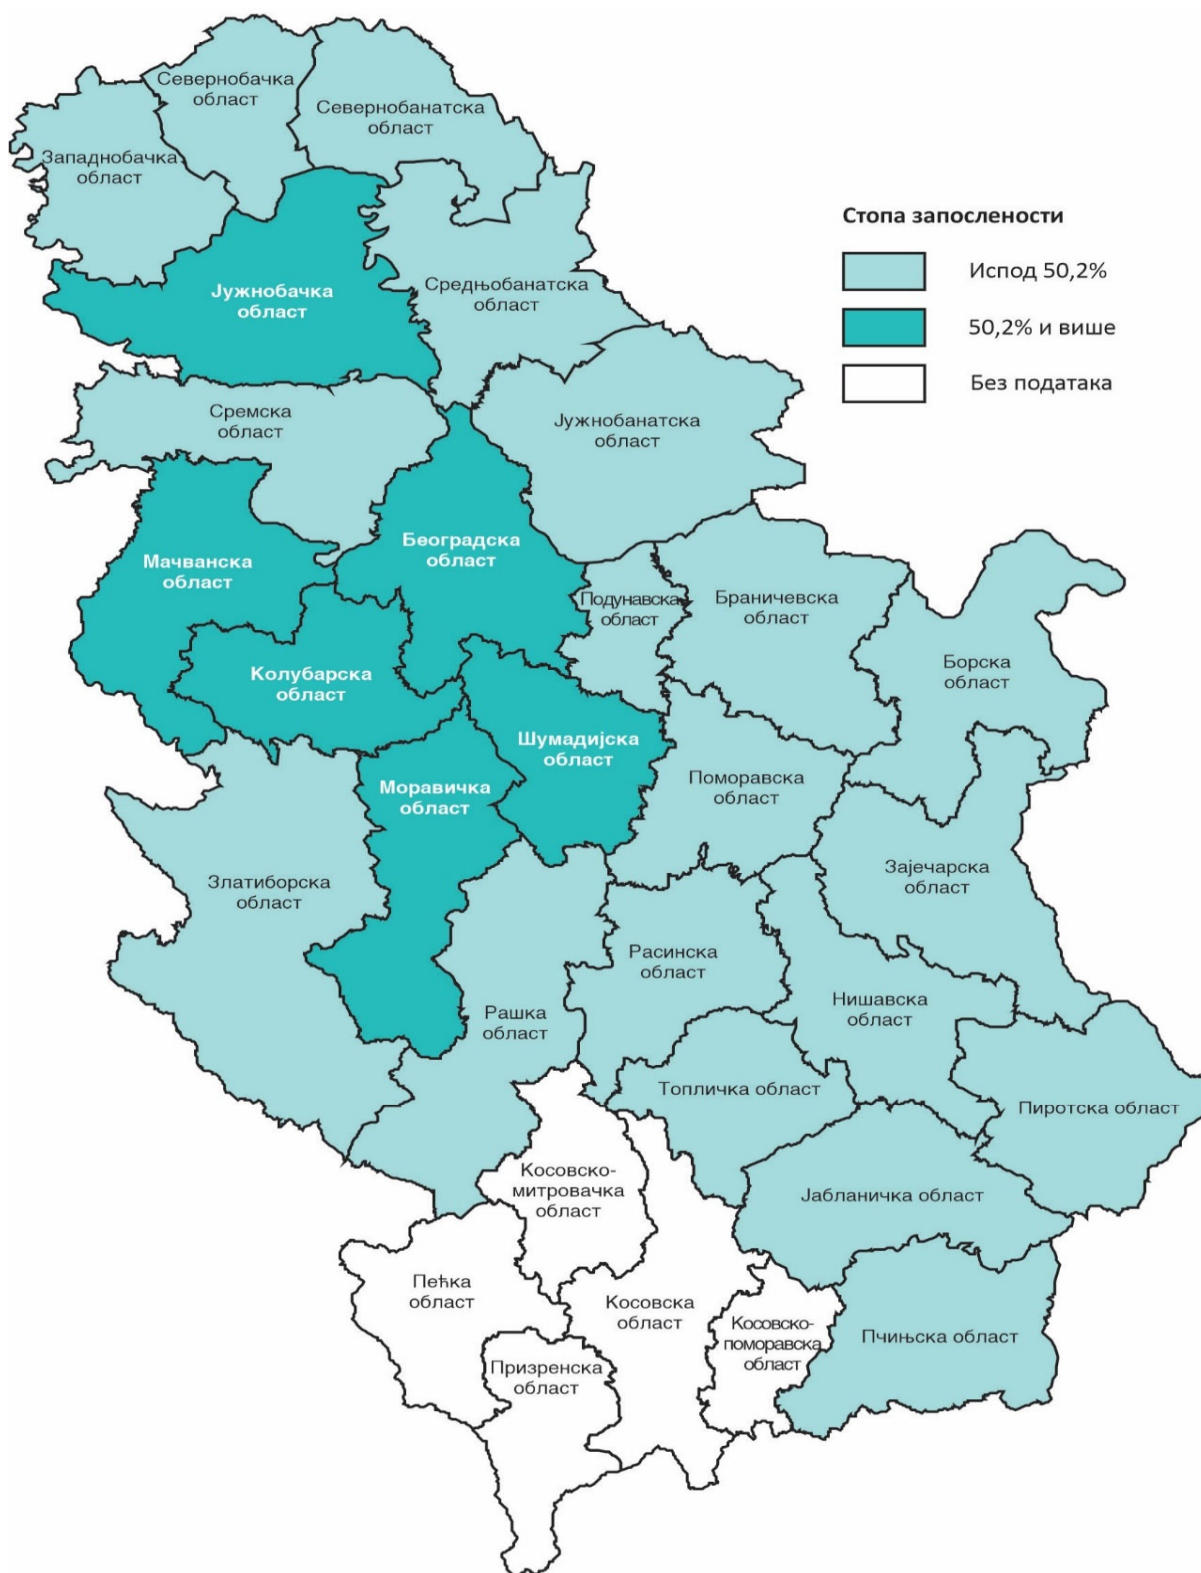 Севернобачка
област
Севернобанатска
област
Западнобачка
област
Стопа запослености
Испод 50,2%
50,2% и више
Без података
Јужнобачка
област
Средњобанатска
област
Сремска
област
Јужнобанатска
област
Мачванска
област
Београдска
област
Подунавска
област
Браничевска
област
Борска
област
Колубарска
област
Шумадијска
област
Моравичка
област
Поморавска
област
Златиборска
област
Зајечарска
област
Расинска
област
Нишавска
област
Рашка
област
Топличка област
Пиротска област
Јабланичка област
Косовско-
митровачка
област
Пећка
област
Косовска
област
Косовско-
поморавска
област
Пчињска област
Призренска
област